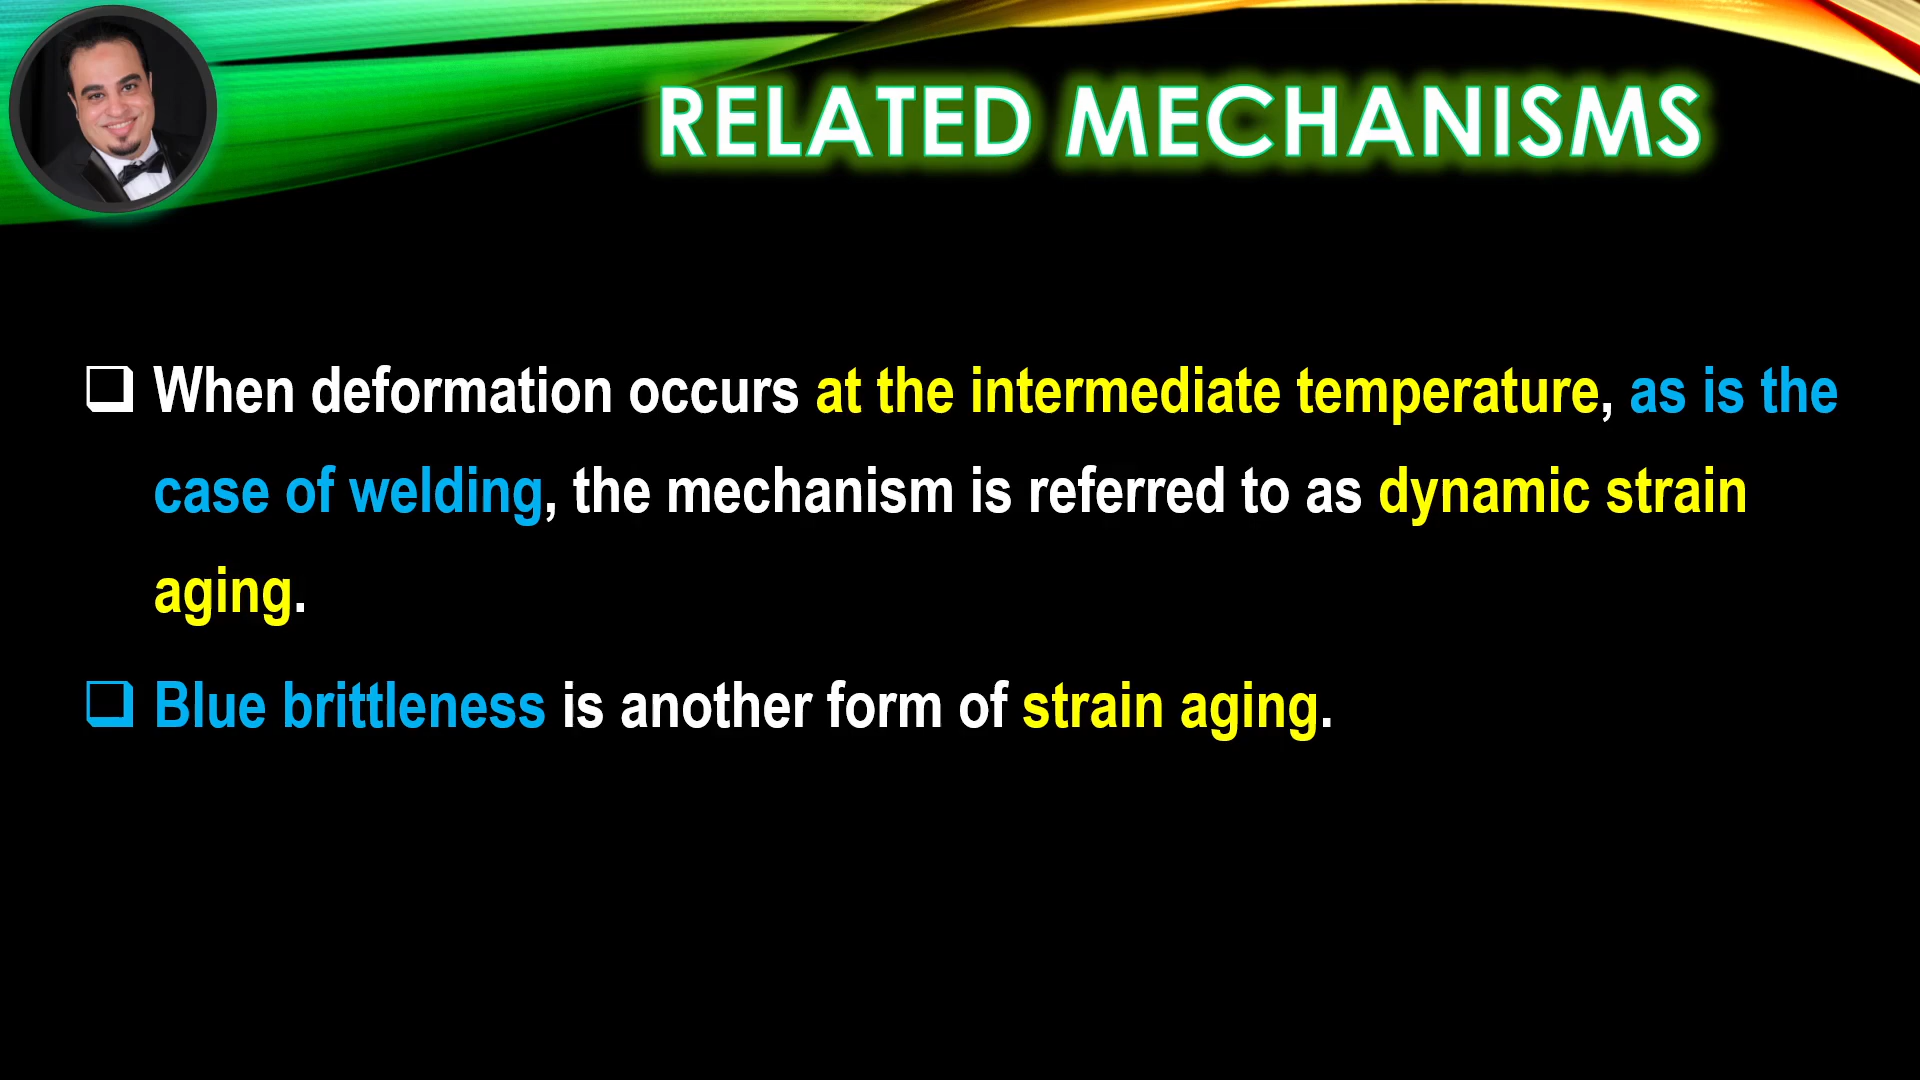 RELATED MECHANISMS
❑ When deformation occurs at the intermediate temperature, as is the
case of welding, the mechanism is referred to as dynamic strain
aging.
❑ Blue brittleness is another form of strain aging.